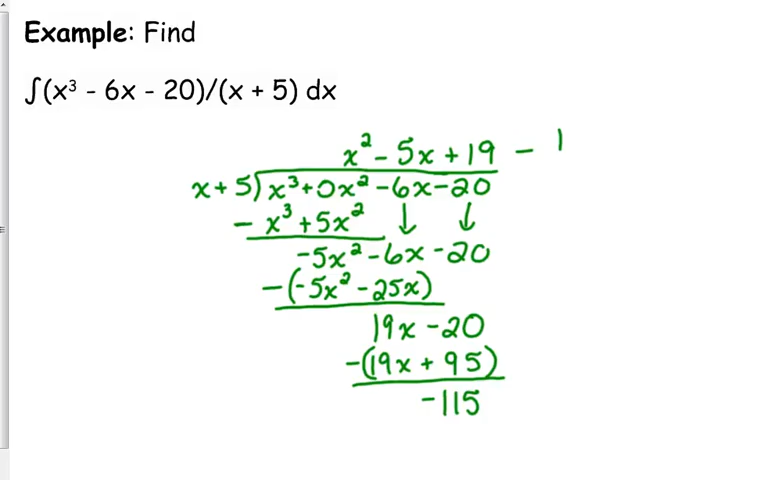 Example: Find
∫(x³ - 6x - 20)/(x + 5) dx
x² - 5x + 19 - 1
x + 5) x³ + 0x² - 6x - 20
- x³ + 5x² ↓ ↓
-5x² - 6x - 20
-(-5x² - 25x)
19x - 20
-(19x + 95)
-115